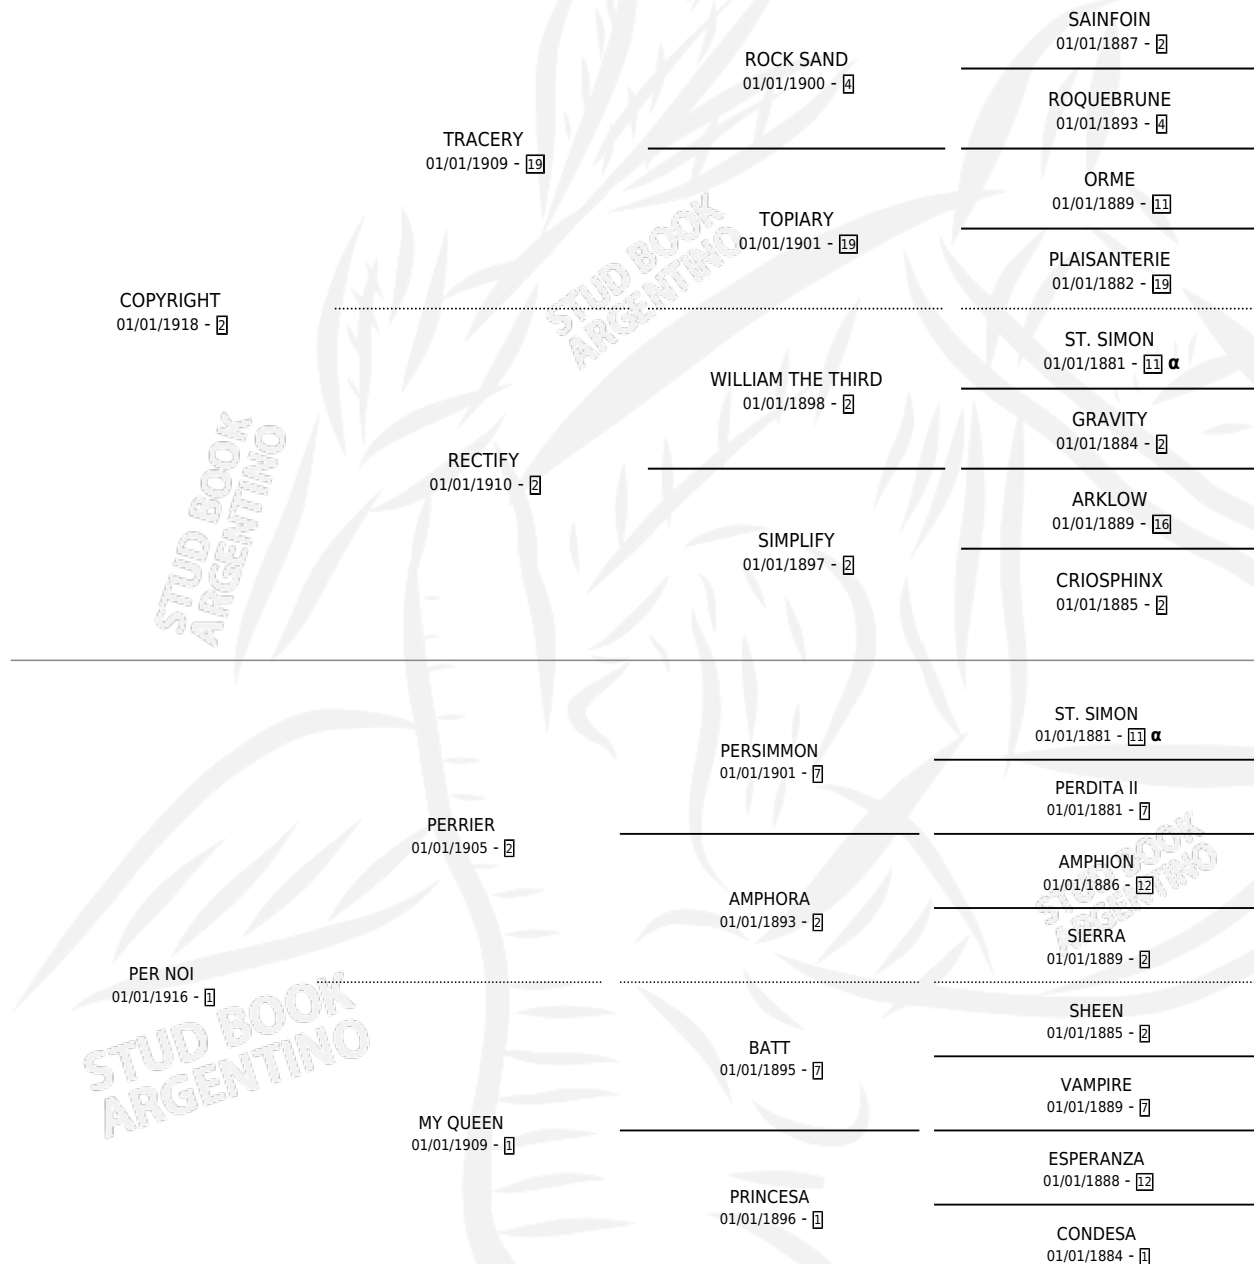 SAINFOIN
01/01/1887 - 2
ROCK SAND
01/01/1900 - 4
ROQUEBRUNE
01/01/1893 - 4
TRACERY
01/01/1909 - 19
ORME
01/01/1889 - 11
TOPIARY
01/01/1901 - 19
PLAISANTERIE
01/01/1882 - 19
COPYRIGHT
01/01/1918 - 2
ST. SIMON
01/01/1881 - 11 α
WILLIAM THE THIRD
01/01/1898 - 2
GRAVITY
01/01/1884 - 2
RECTIFY
01/01/1910 - 2
ARKLOW
01/01/1889 - 16
SIMPLIFY
01/01/1897 - 2
CRIOSPHINX
01/01/1885 - 2
ST. SIMON
01/01/1881 - 11 α
PERSIMMON
01/01/1901 - 7
PERDITA II
01/01/1881 - 7
PERRIER
01/01/1905 - 2
AMPHION
01/01/1886 - 12
AMPHORA
01/01/1893 - 2
SIERRA
01/01/1889 - 2
PER NOI
01/01/1916 - 1
SHEEN
01/01/1885 - 2
BATT
01/01/1895 - 7
VAMPIRE
01/01/1889 - 7
MY QUEEN
01/01/1909 - 1
ESPERANZA
01/01/1888 - 12
PRINCESA
01/01/1896 - 1
CONDESA
01/01/1884 - 1
STUD BOOK
ARGENTINO
STUD BOOK
ARGENTINO
STUD BOOK
ARGENTINO
STUD BOOK
ARGENTINO